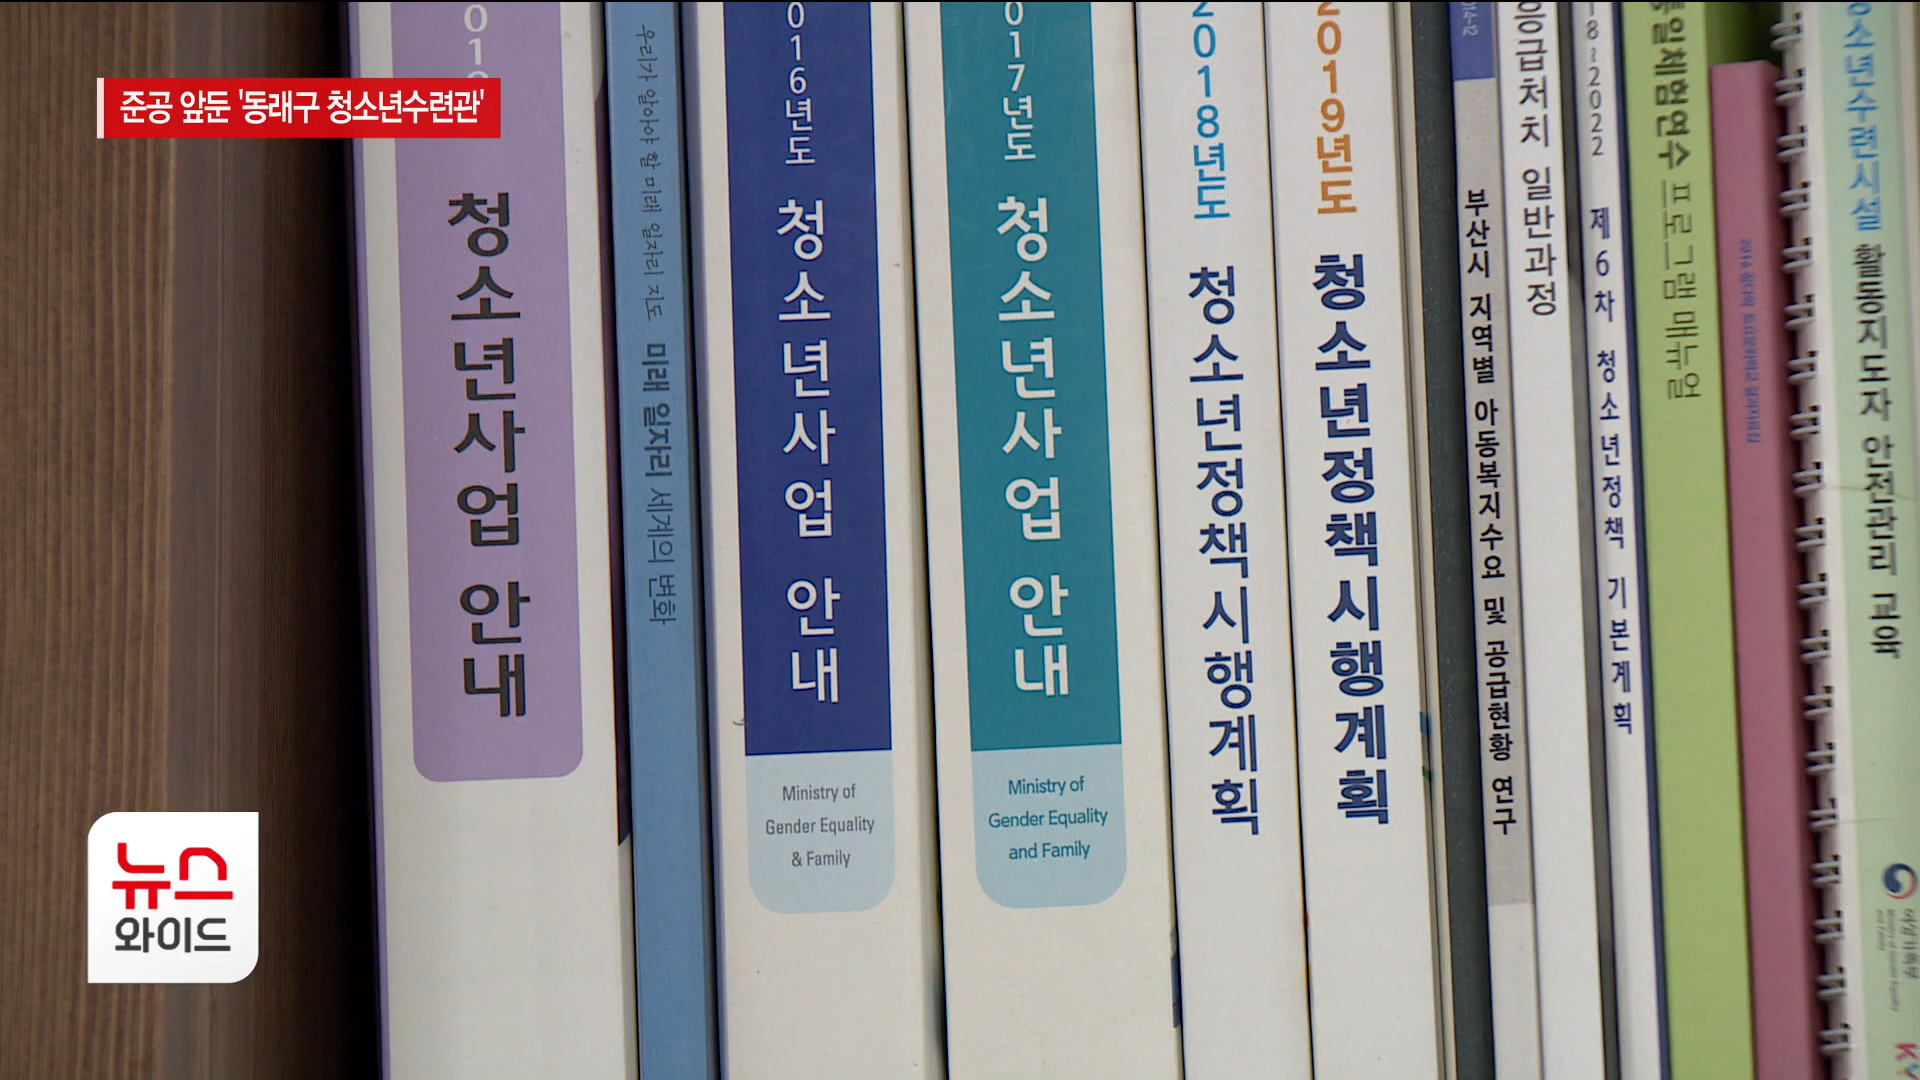 준공 앞둔 '동래구 청소년수련관'
청소년사업 안내
우리가 알아야 할 미래 일자리 지도 미래 일자리 세계의 변화
016년도 청소년사업 안내
Ministry of
Gender Equality
& Family
017년도 청소년사업 안내
Ministry of
Gender Equality
and Family
2018년도 청소년정책시행계획
2019년도 청소년정책시행계획
부산시 지역별 아동복지수요 및 공급현황 연구
응급처치 일반과정
8~2022 제6차 청소년정책 기본계획
통일체험연수 프로그램 매뉴얼
청소년수련시설 활동지도자 안전관리 교육
여성가족부
뉴스
와이드